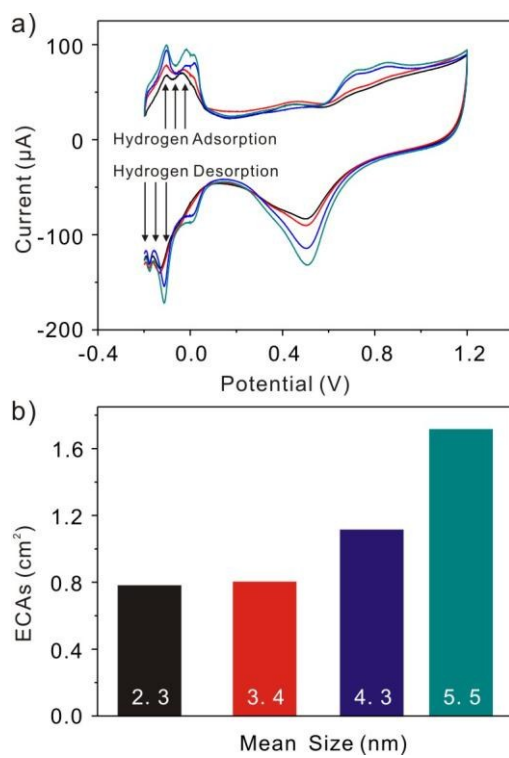 a)
100
0
-100
-200
Current (µA)
Hydrogen Adsorption
Hydrogen Desorption
-0.4 0.0 0.4 0.8 1.2
Potential (V)
b)
1.6
1.2
0.8
0.4
0.0
ECAs (cm²)
2. 3 3. 4 4. 3 5. 5
Mean Size (nm)